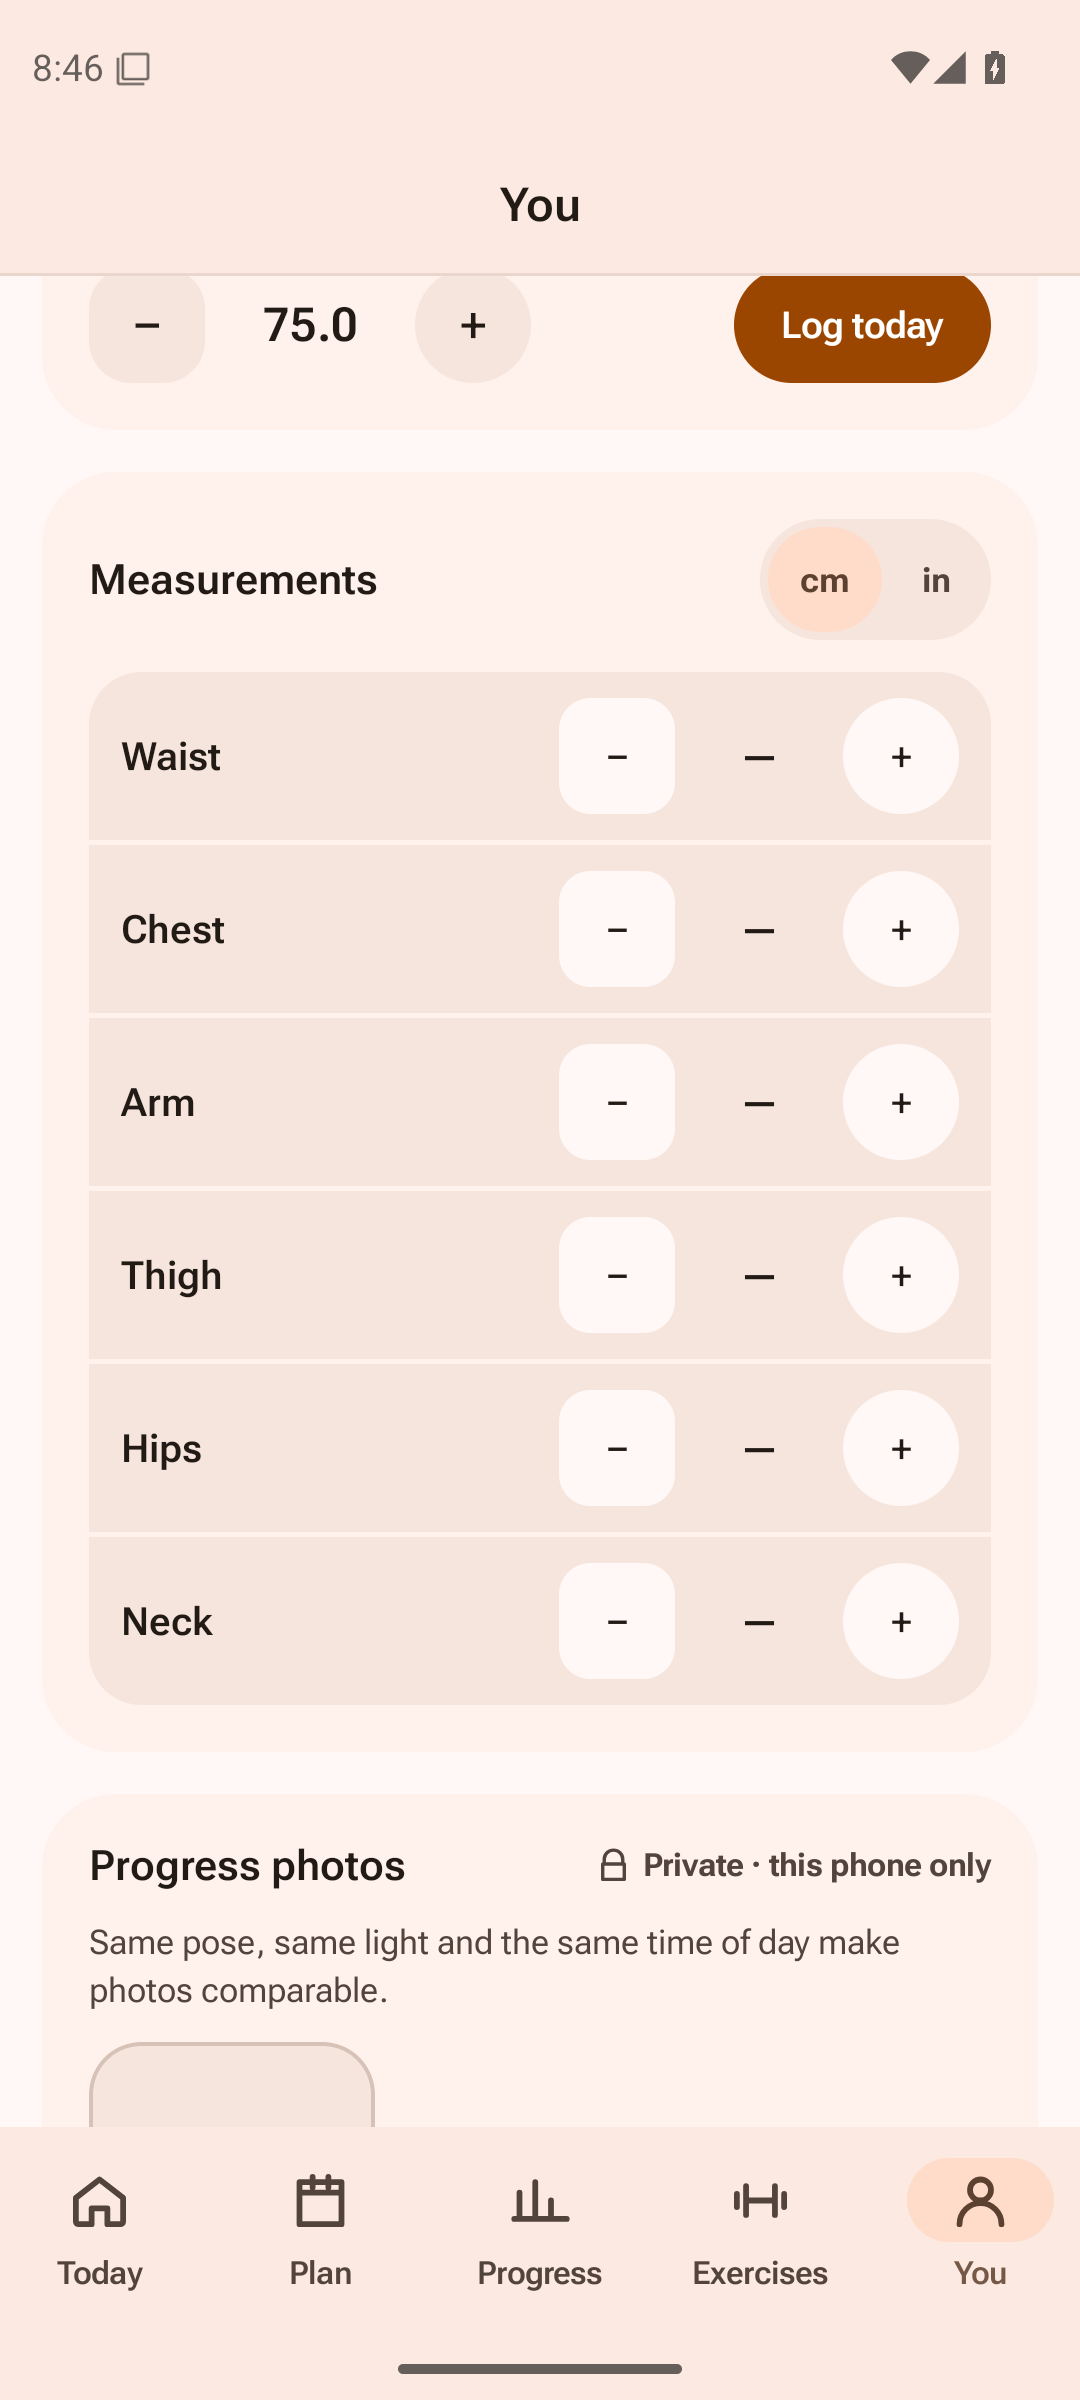 8:46
You
− 75.0 + Log today
Measurements cm in
Waist − — +
Chest − — +
Arm − — +
Thigh − — +
Hips − — +
Neck − — +
Progress photos Private · this phone only
Same pose, same light and the same time of day make
photos comparable.
Today Plan Progress Exercises You